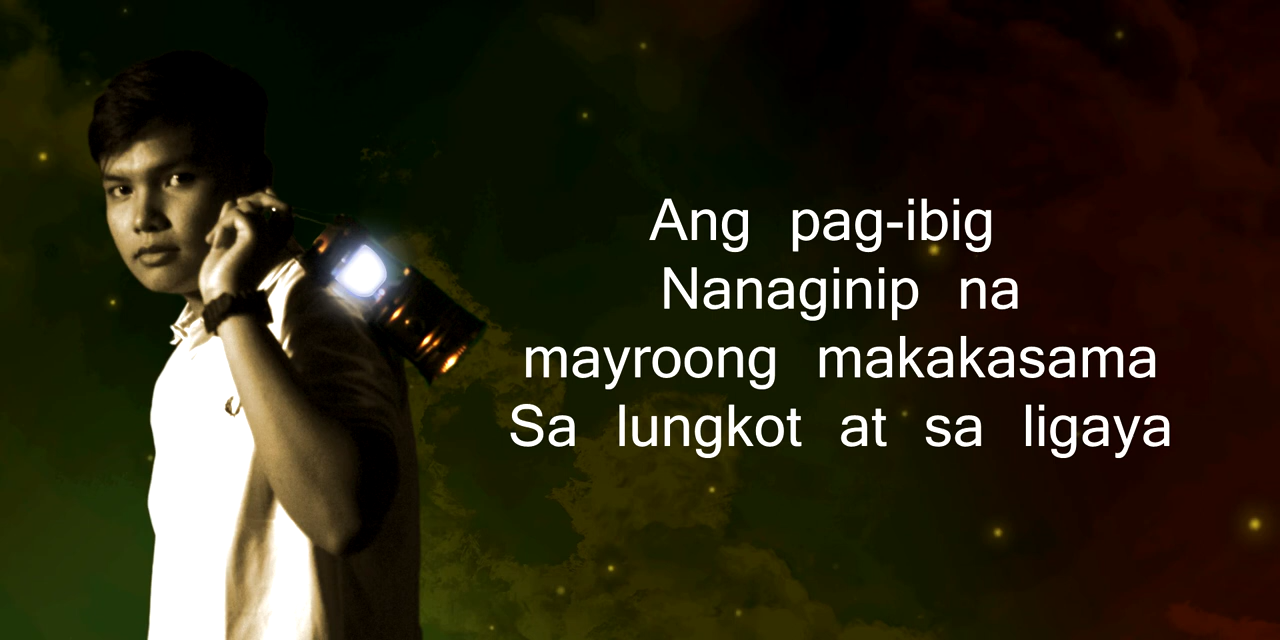 Ang pag-ibig
Nanaginip na
mayroong makakasama
Sa lungkot at sa ligaya